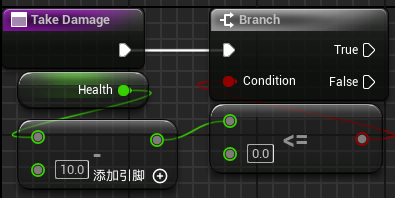 Take Damage
Branch
True
Condition
False
Health
10.0
-
添加引脚
0.0
<=